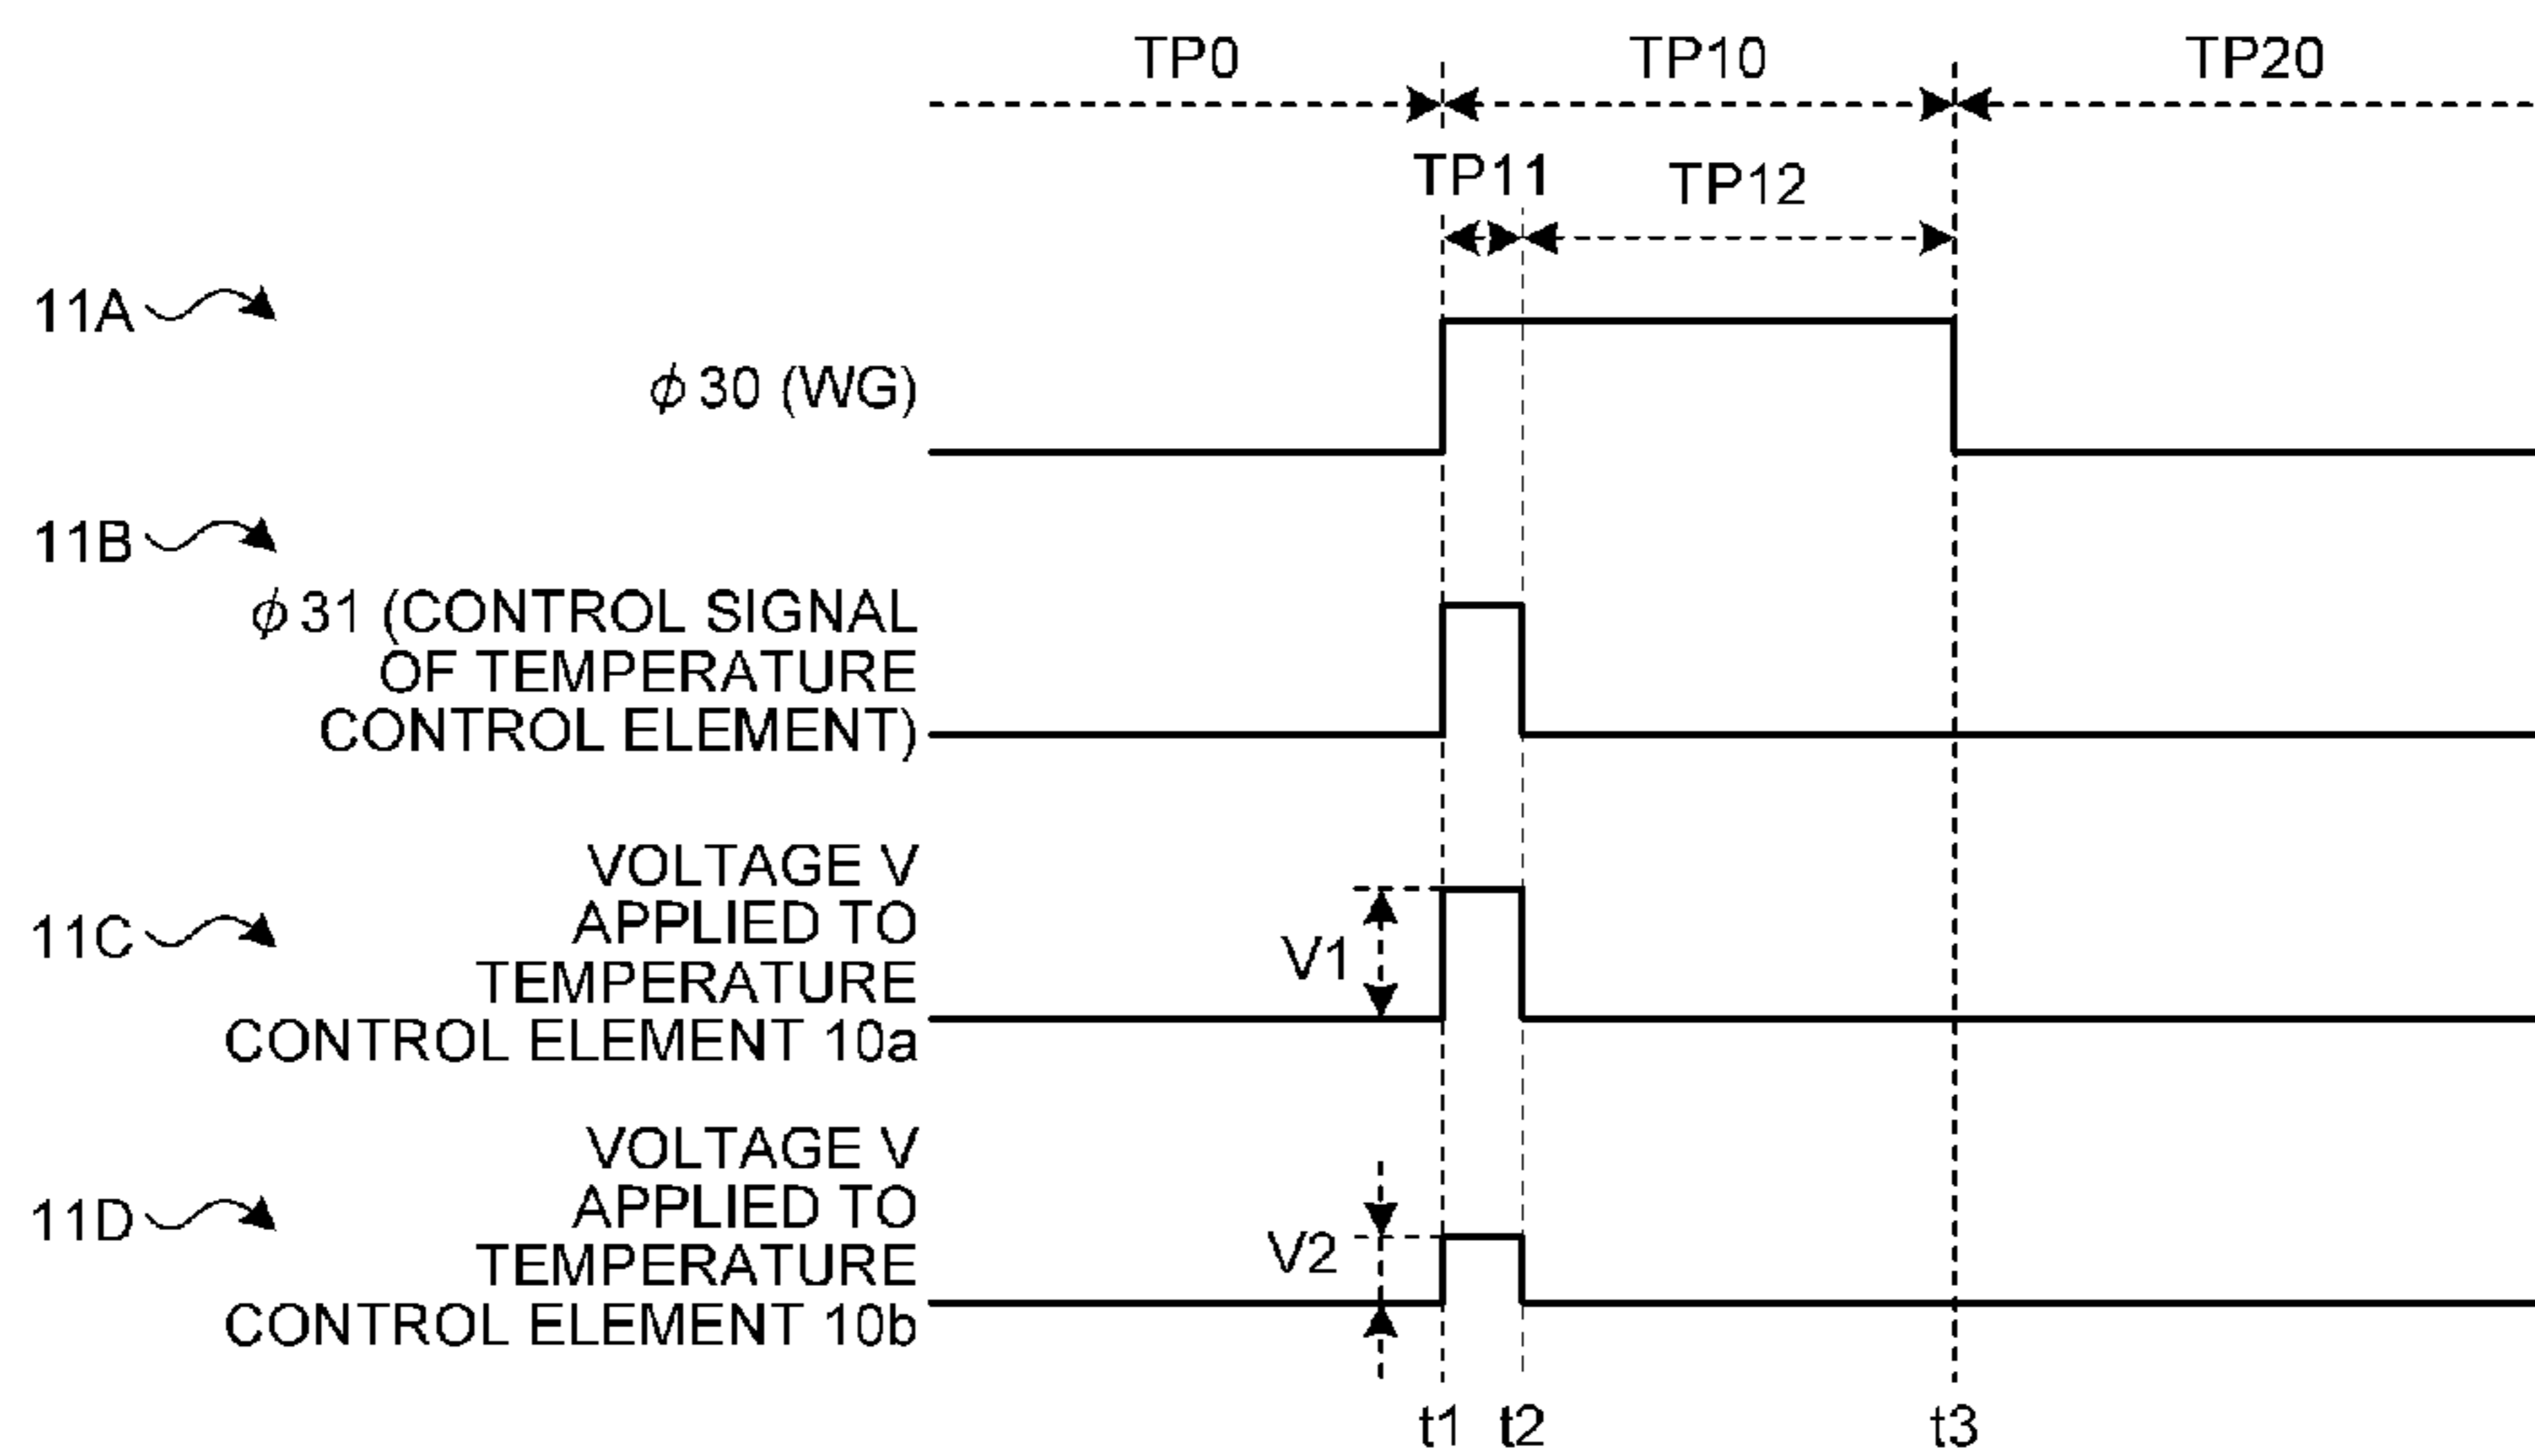 TP0 TP10 TP20
TP11 TP12
11A
φ30 (WG)
11B
φ31 (CONTROL SIGNAL
OF TEMPERATURE
CONTROL ELEMENT)
11C
VOLTAGE V
APPLIED TO
TEMPERATURE
CONTROL ELEMENT 10a
V1
11D
VOLTAGE V
APPLIED TO
TEMPERATURE
CONTROL ELEMENT 10b
V2
t1 t2 t3